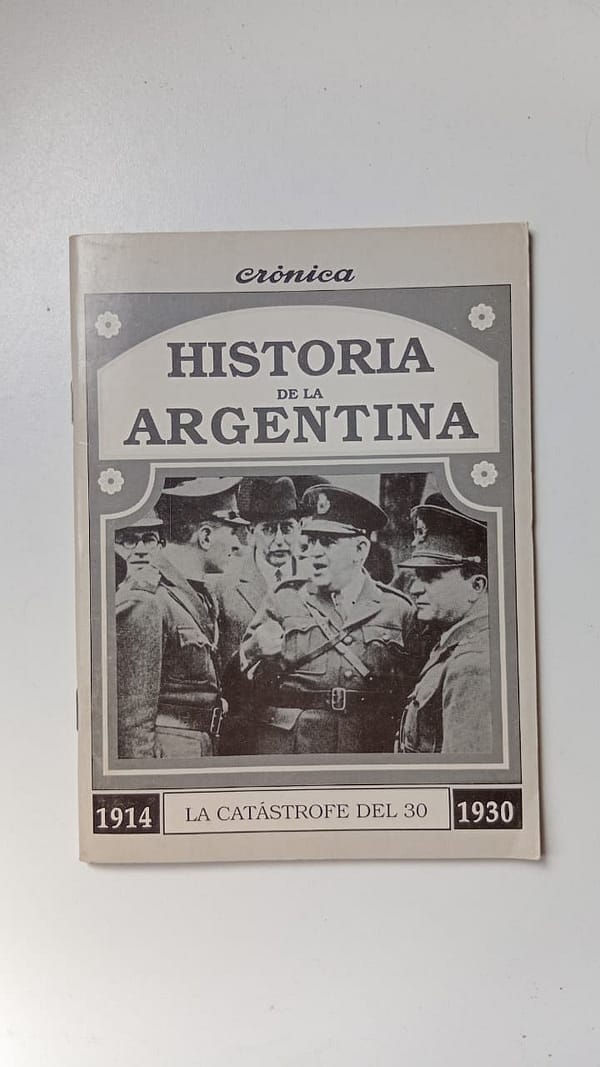 crónica
HISTORIA
DE LA
ARGENTINA
1914 LA CATÁSTROFE DEL 30 1930